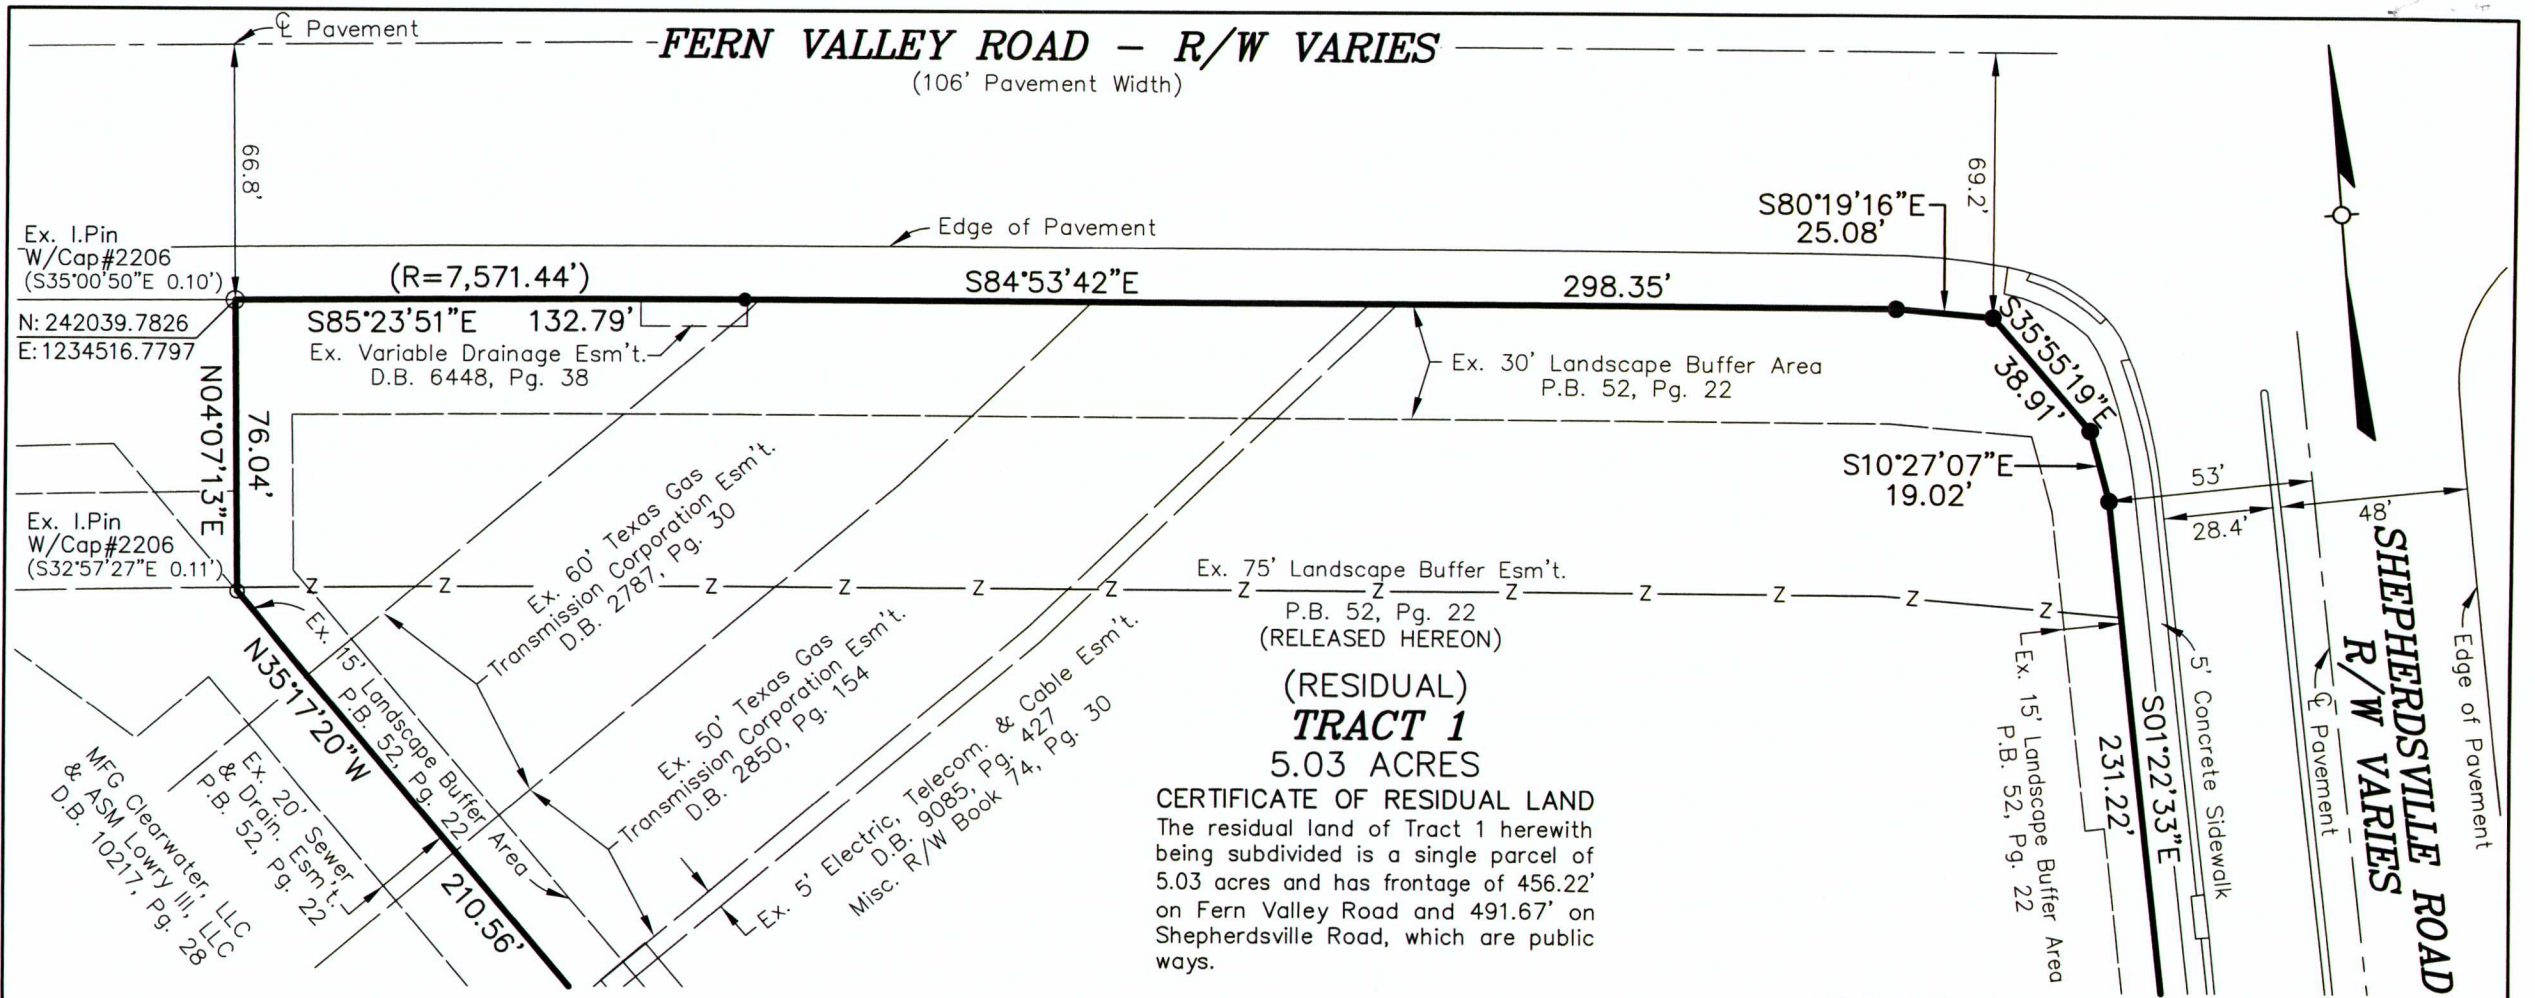 ℄ Pavement
FERN VALLEY ROAD – R/W VARIES
(106' Pavement Width)
66.8'
69.2'
Edge of Pavement
S80°19'16"E
25.08'
Ex. I.Pin
W/Cap#2206
(S35°00'50"E 0.10')
N: 242039.7826
E: 1234516.7797
(R=7,571.44')
S85°23'51"E 132.79'
S84°53'42"E
298.35'
Ex. Variable Drainage Esm't.
D.B. 6448, Pg. 38
Ex. 30' Landscape Buffer Area
P.B. 52, Pg. 22
S35°55'19"E
38.91'
S10°27'07"E
19.02'
53'
28.4'
48'
N04°07'13"E
76.04'
Ex. I.Pin
W/Cap#2206
(S32°57'27"E 0.11')
Ex. 60' Texas Gas
Transmission Corporation Esm't.
D.B. 2787, Pg. 30
Z Z Z Z Z Z Z Z Z Z Z Z Z Z
Ex. 75' Landscape Buffer Esm't.
P.B. 52, Pg. 22
(RELEASED HEREON)
Ex. 15' Landscape Buffer Area
P.B. 52, Pg. 22
N35°17'20"W
210.56'
Ex. 50' Texas Gas
Transmission Corporation Esm't.
D.B. 2850, Pg. 154
Ex. 5' Electric, Telecom. & Cable Esm't.
D.B. 9085, Pg. 427
Misc. R/W Book 74, Pg. 30
Ex. 20' Sewer
& Drain. Esm't.
P.B. 52, Pg. 22
MFG Clearwater, LLC
& ASM Lowry III, LLC
D.B. 10217, Pg. 28
(RESIDUAL)
TRACT 1
5.03 ACRES
CERTIFICATE OF RESIDUAL LAND
The residual land of Tract 1 herewith
being subdivided is a single parcel of
5.03 acres and has frontage of 456.22'
on Fern Valley Road and 491.67' on
Shepherdsville Road, which are public
ways.
Ex. 15' Landscape Buffer Area
P.B. 52, Pg. 22
S01°22'33"E
231.22'
5' Concrete Sidewalk
℄ Pavement
SHEPHERDSVILLE ROAD
R/W VARIES
Edge of Pavement